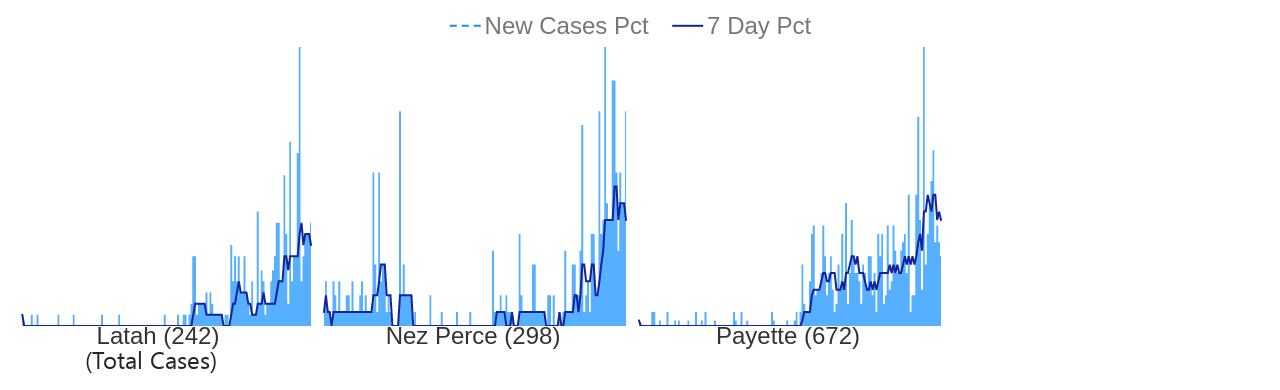 New Cases Pct 7 Day Pct
Latah (242) Nez Perce (298) Payette (672)
(Total Cases)